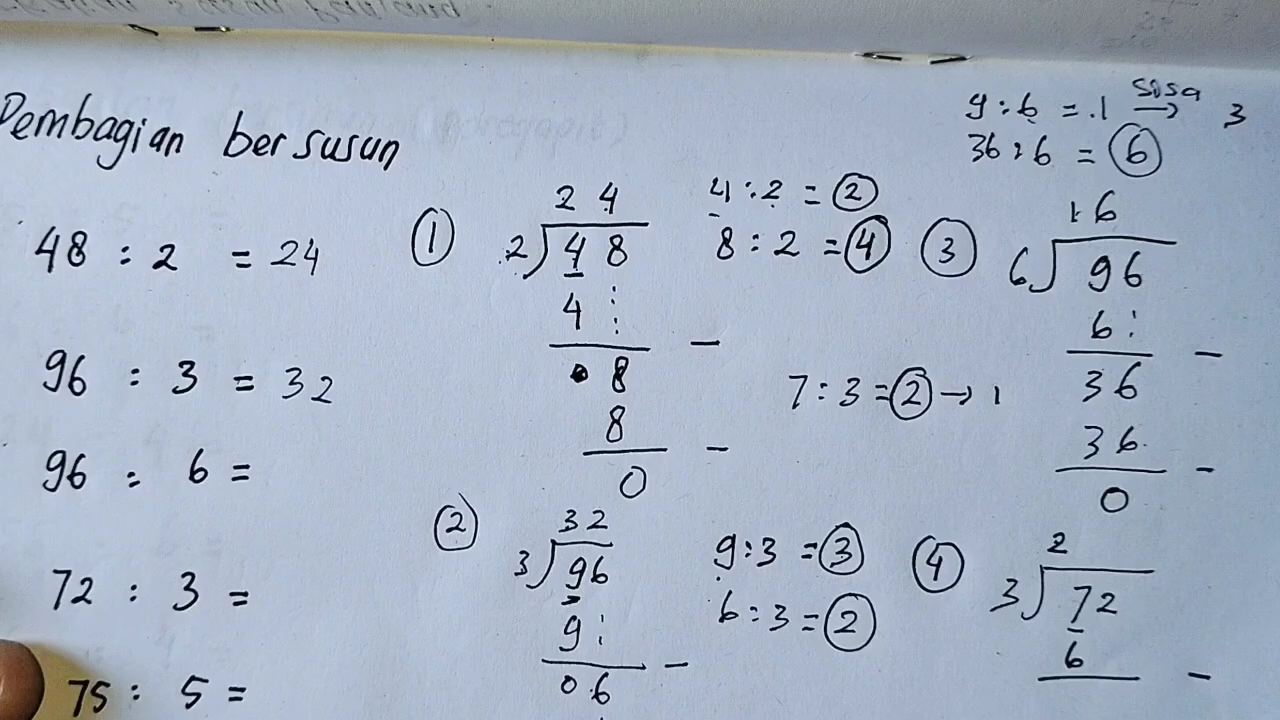 Pembagian bersusun
48 : 2 = 24
96 : 3 = 32
96 : 6 =
72 : 3 =
75 : 5 =
1
24
2 48
4
8
8
0
4 : 2 = 2
8 : 2 = 4
2
32
3 96
9
06
9 : 3 = 3
6 : 3 = 2
9 : 6 = .1 sisa → 3
36 : 6 = 6
3
16
6 96
6
36
36
0
7 : 3 = 2 → 1
4
2
3 72
6